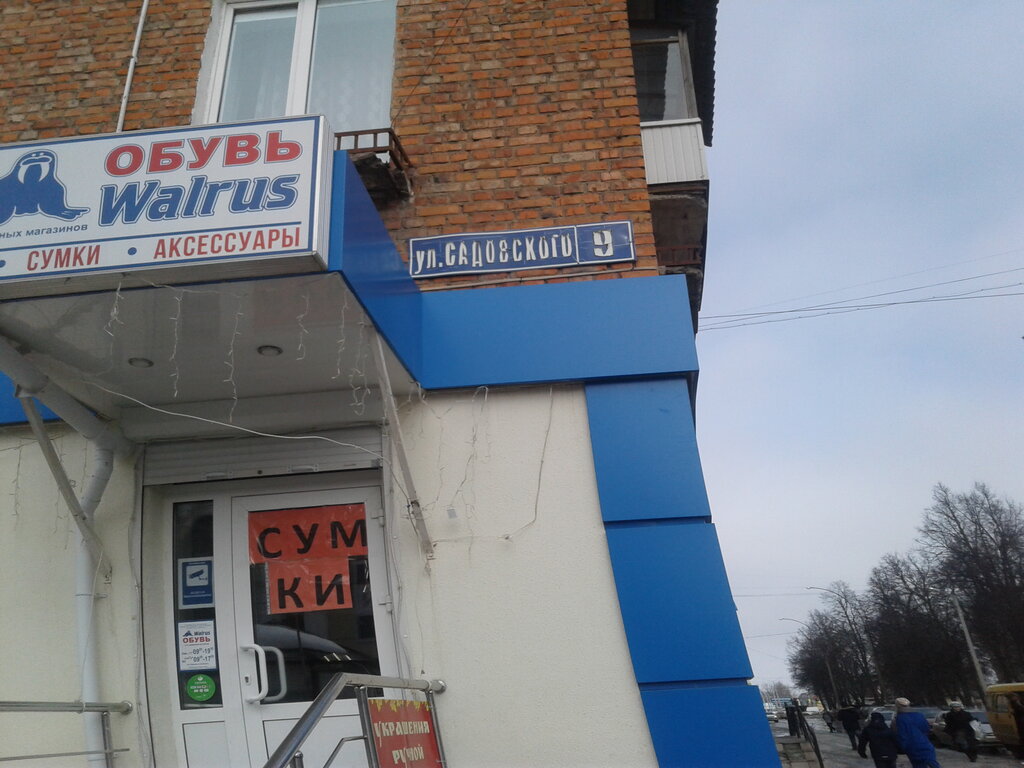 ОБУВЬ
Walrus
ных магазинов
• СУМКИ • АКСЕССУАРЫ
ул.САДОВСКОГО 9
СУМ
КИ
Walrus
ОБУВЬ
УКРАШЕНИЯ
РУЧНОЙ